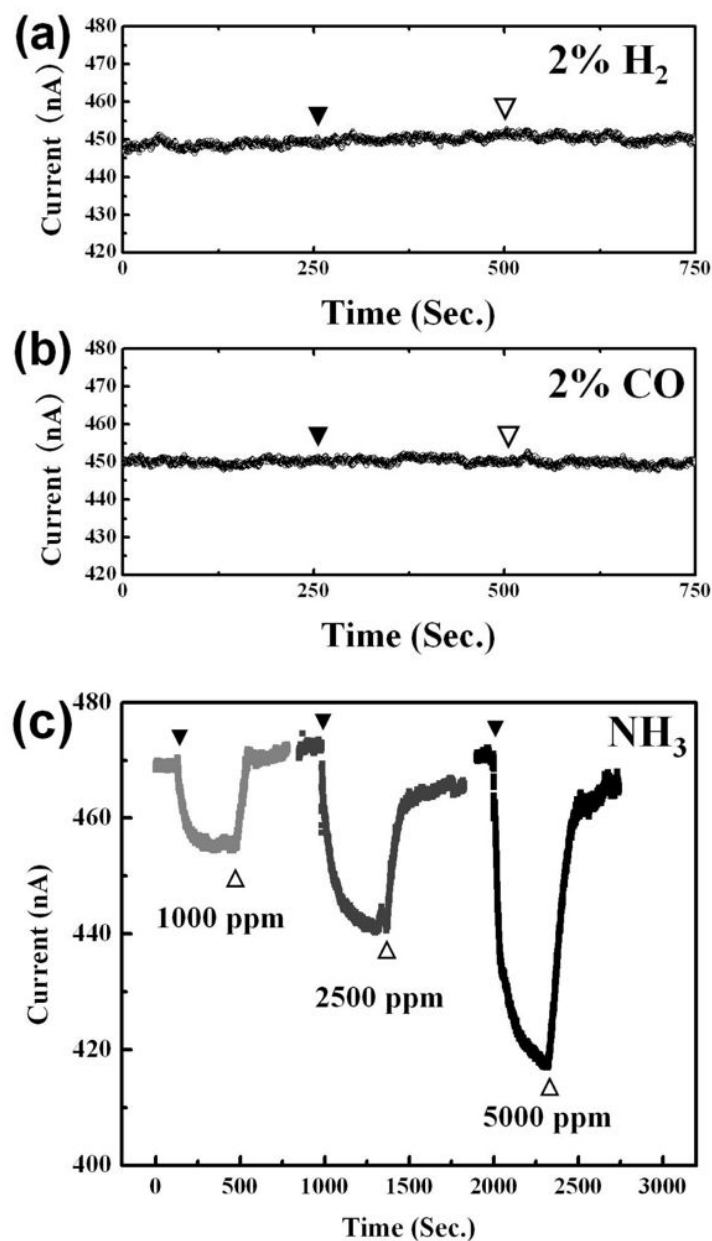 (a)
2% H₂
Current (nA)
480
470
460
450
440
430
420
0 250 500 750
Time (Sec.)
(b)
2% CO
Current (nA)
480
470
460
450
440
430
420
0 250 500 750
Time (Sec.)
(c)
NH₃
Current (nA)
480
460
440
420
400
1000 ppm
2500 ppm
5000 ppm
0 500 1000 1500 2000 2500 3000
Time (Sec.)